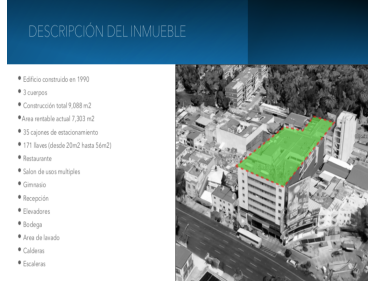 DESCRIPCIÓN DEL INMUEBLE
• Edificio construido en 1990
• 3 cuerpos
• Construcción total 9,088 m2
•Area rentable actual 7,303 m2
• 35 cajones de estacionamiento
• 171 llaves (desde 20m2 hasta 56m2)
• Restaurante
• Salon de usos multiples
• Gimnasio
• Recepción
• Elevadores
• Bodega
• Area de lavado
• Calderas
• Escaleras